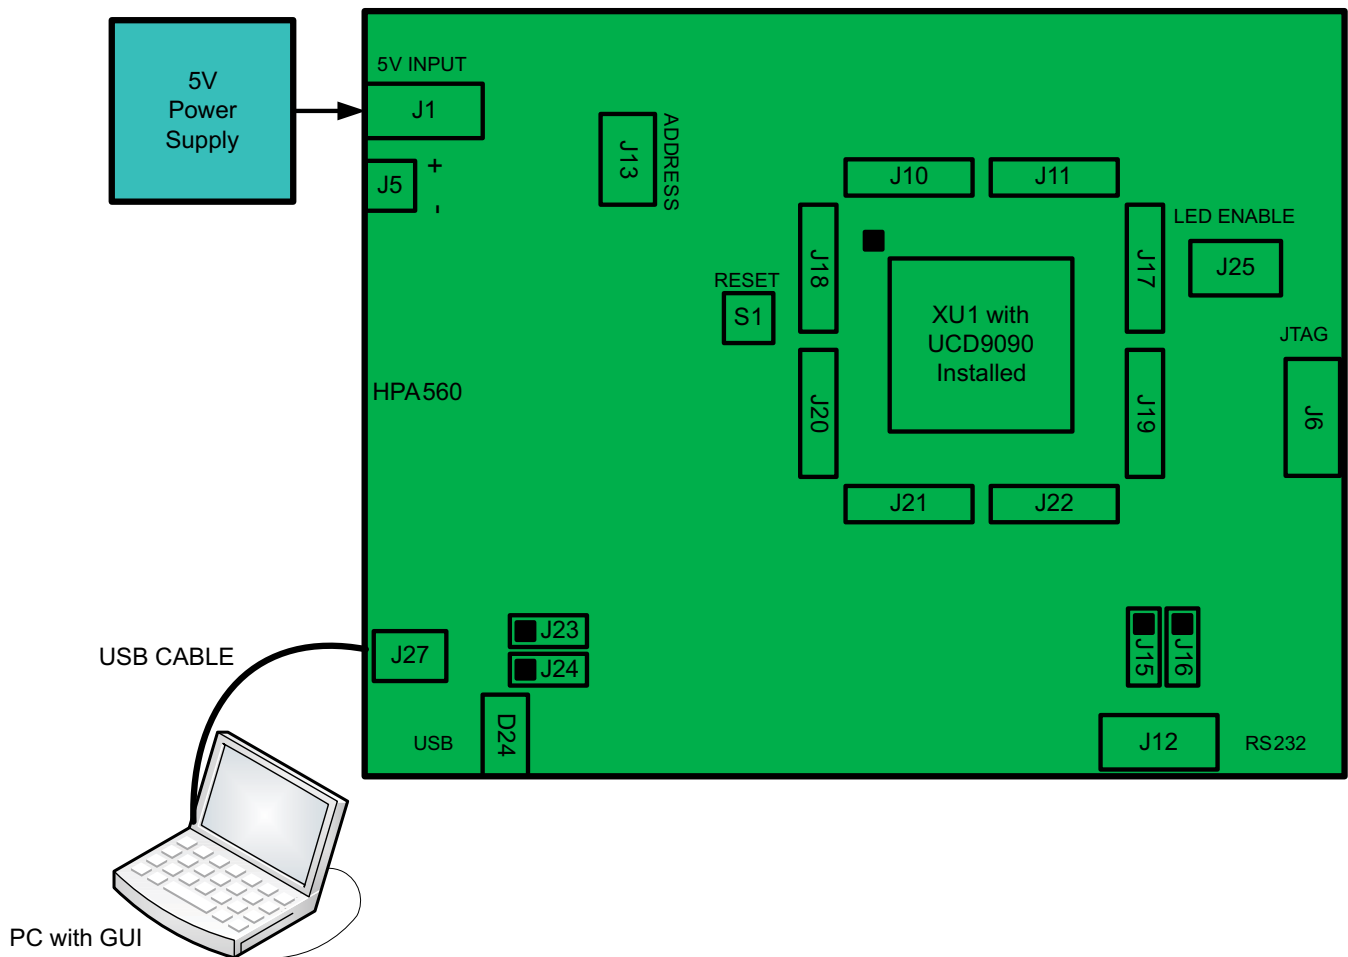 5V
Power
Supply
5V INPUT
J1
J5
+
-
J13
ADDRESS
J10
J11
J18
J17
LED ENABLE
J25
RESET
S1
XU1 with
UCD9090
Installed
JTAG
J6
HPA560
J20
J19
J21
J22
USB CABLE
J27
J23
J24
J15
J16
USB
D24
J12
RS232
PC with GUI